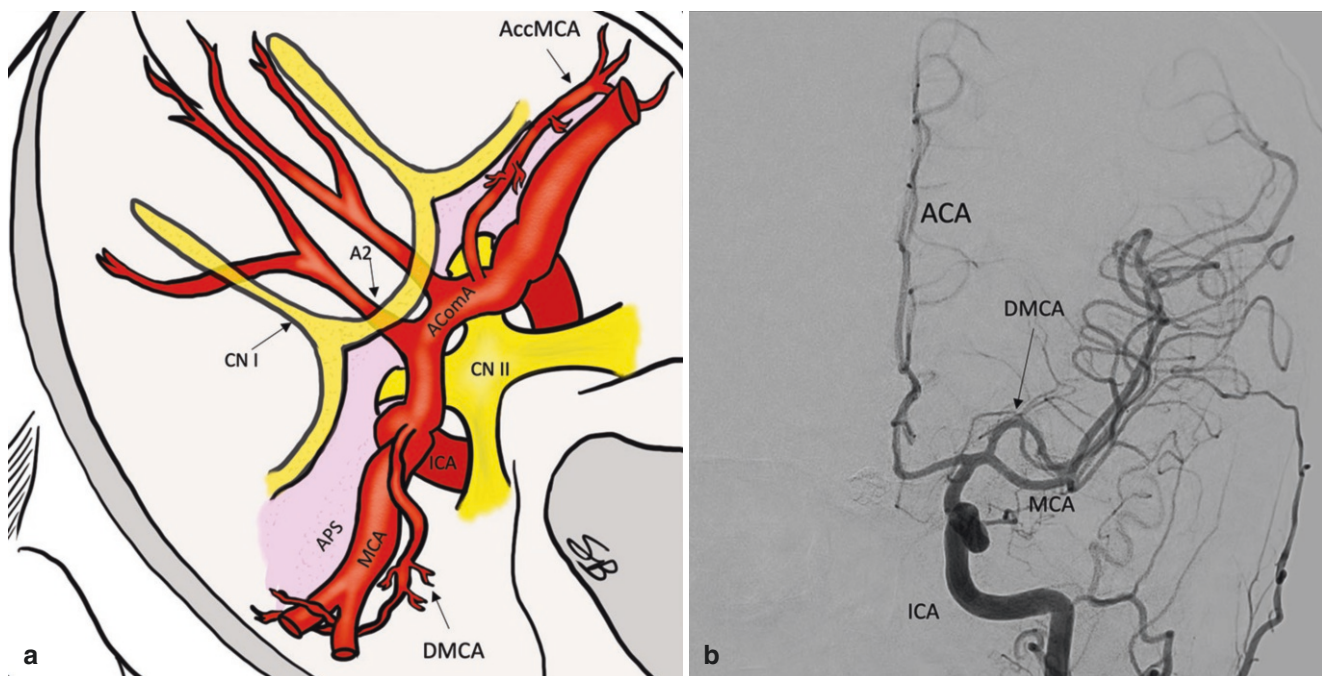 AccMCA
A2
AComA
CN I
CN II
ICA
APS
MCA
DMCA
SB
a
ACA
DMCA
MCA
ICA
b